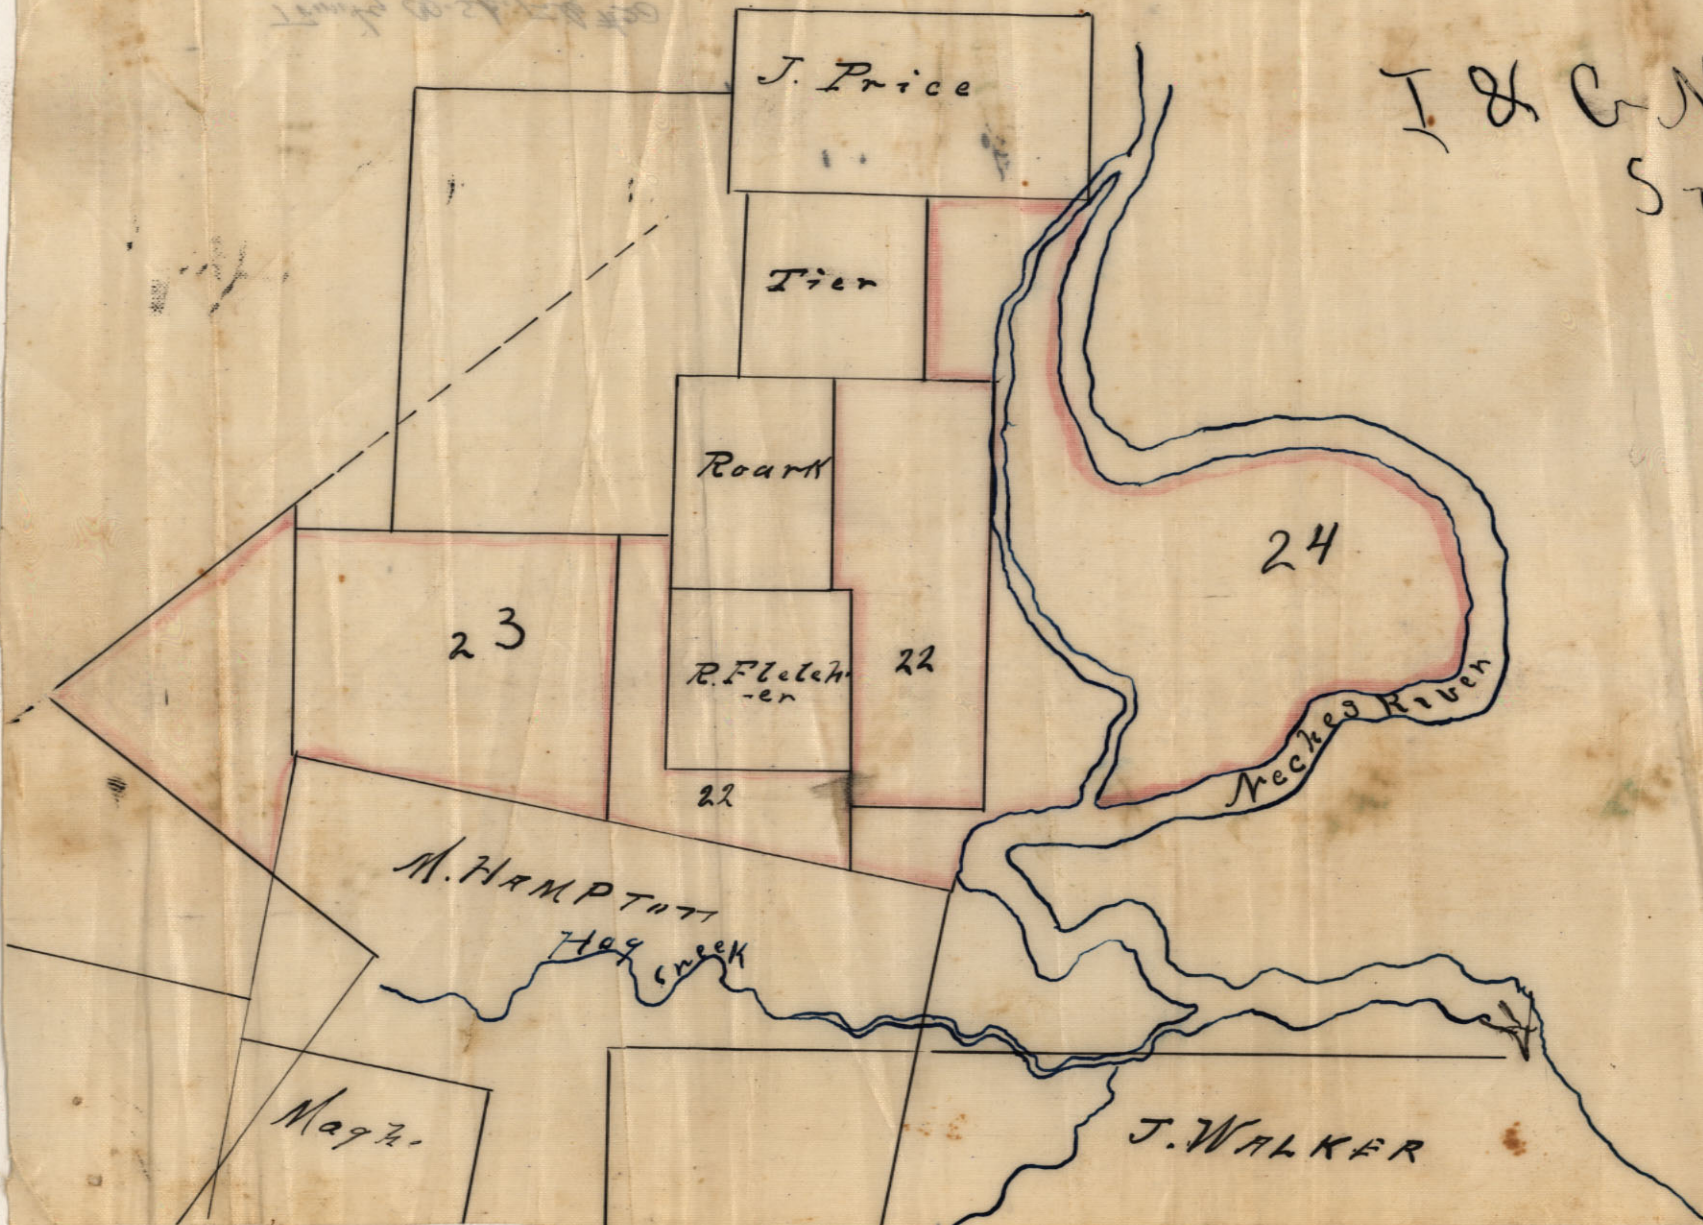 J. Price
I & G N
Tier
Roark
24
23
R. Fletch-
-er
22
Neches River
22
M. HAMPTON
Hog Creek
Magh.
J. WALKER